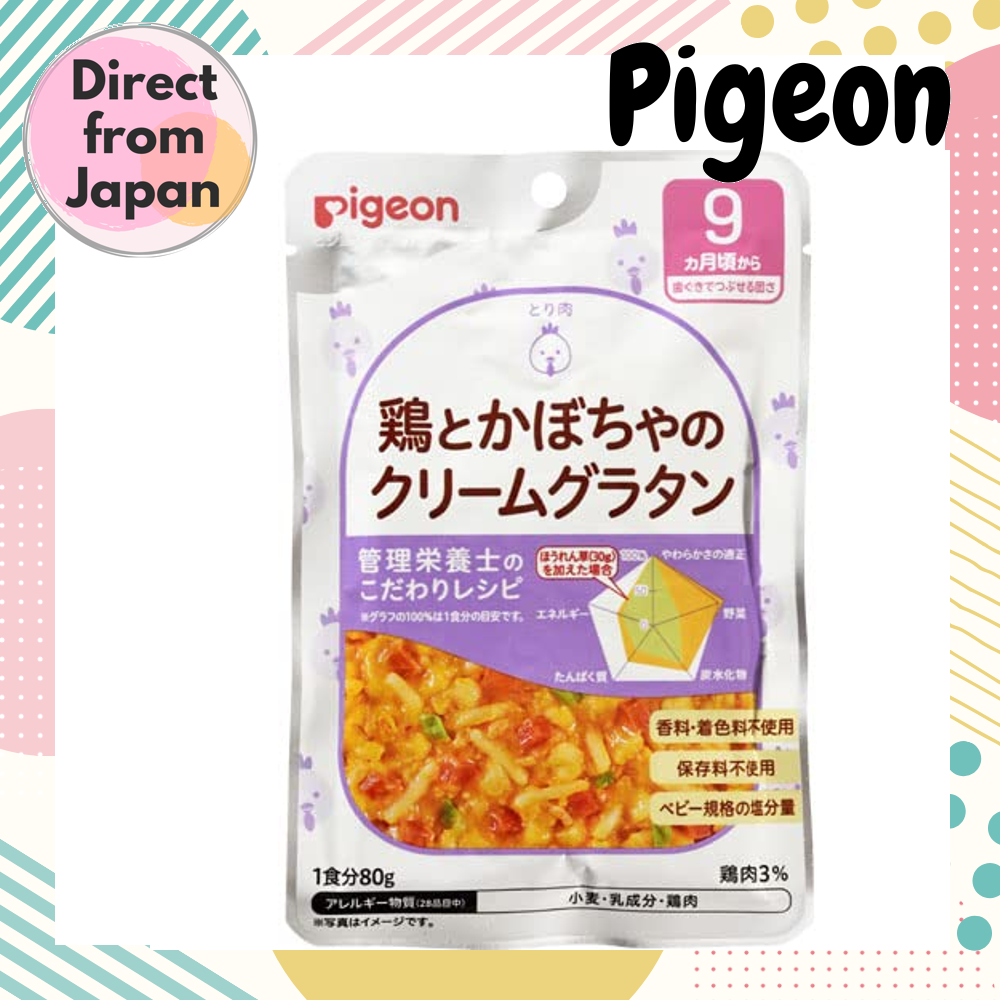 Direct
from
Japan
Pigeon
pigeon
9
ヵ月頃から
歯ぐきでつぶせる固さ
とり肉
鶏とかぼちゃの
クリームグラタン
管理栄養士の
こだわりレシピ
※グラフの100%は1食分の目安です。
ほうれん草(30g)
を加えた場合
100%
やわらかさの適正
50
0
エネルギー
野菜
たんぱく質
炭水化物
香料・着色料不使用
保存料不使用
ベビー規格の塩分量
1食分80g
鶏肉3%
アレルギー物質(28品目中)
小麦・乳成分・鶏肉
※写真はイメージです。